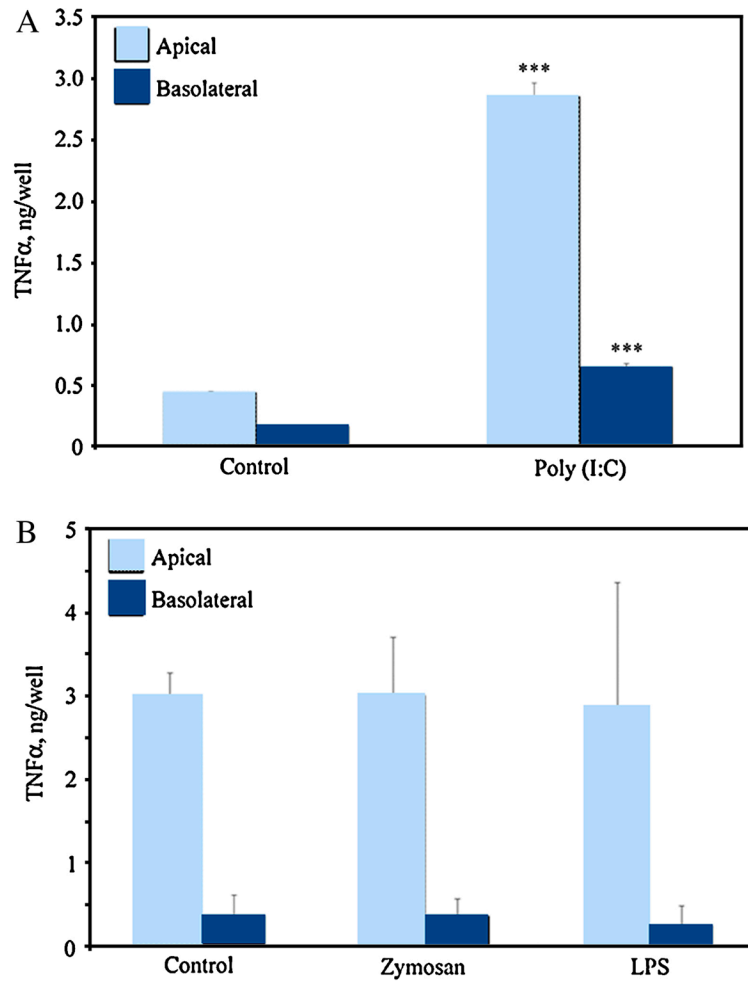 A
3.5
3.0
2.5
2.0
1.5
1.0
0.5
0
TNFα, ng/well
Apical
Basolateral
***
***
Control
Poly (I:C)
B
5
4
3
2
1
0
TNFα, ng/well
Apical
Basolateral
Control
Zymosan
LPS